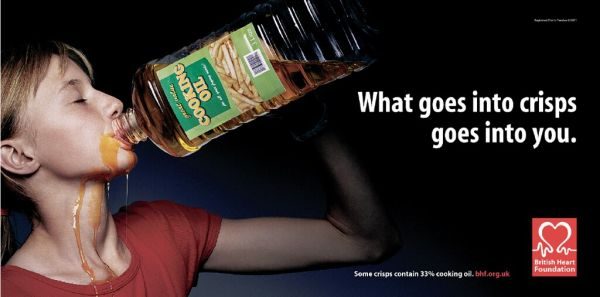 COOKING
OIL
What goes into crisps
goes into you.
Some crisps contain 33% cooking oil. bhf.org.uk
British Heart
Foundation